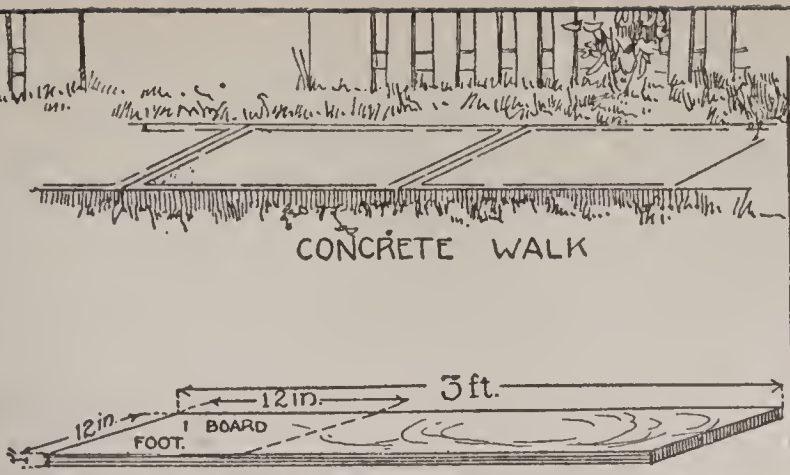 CONCRETE WALK
3 ft.
12 in.
12 in.
1 BOARD
FOOT.